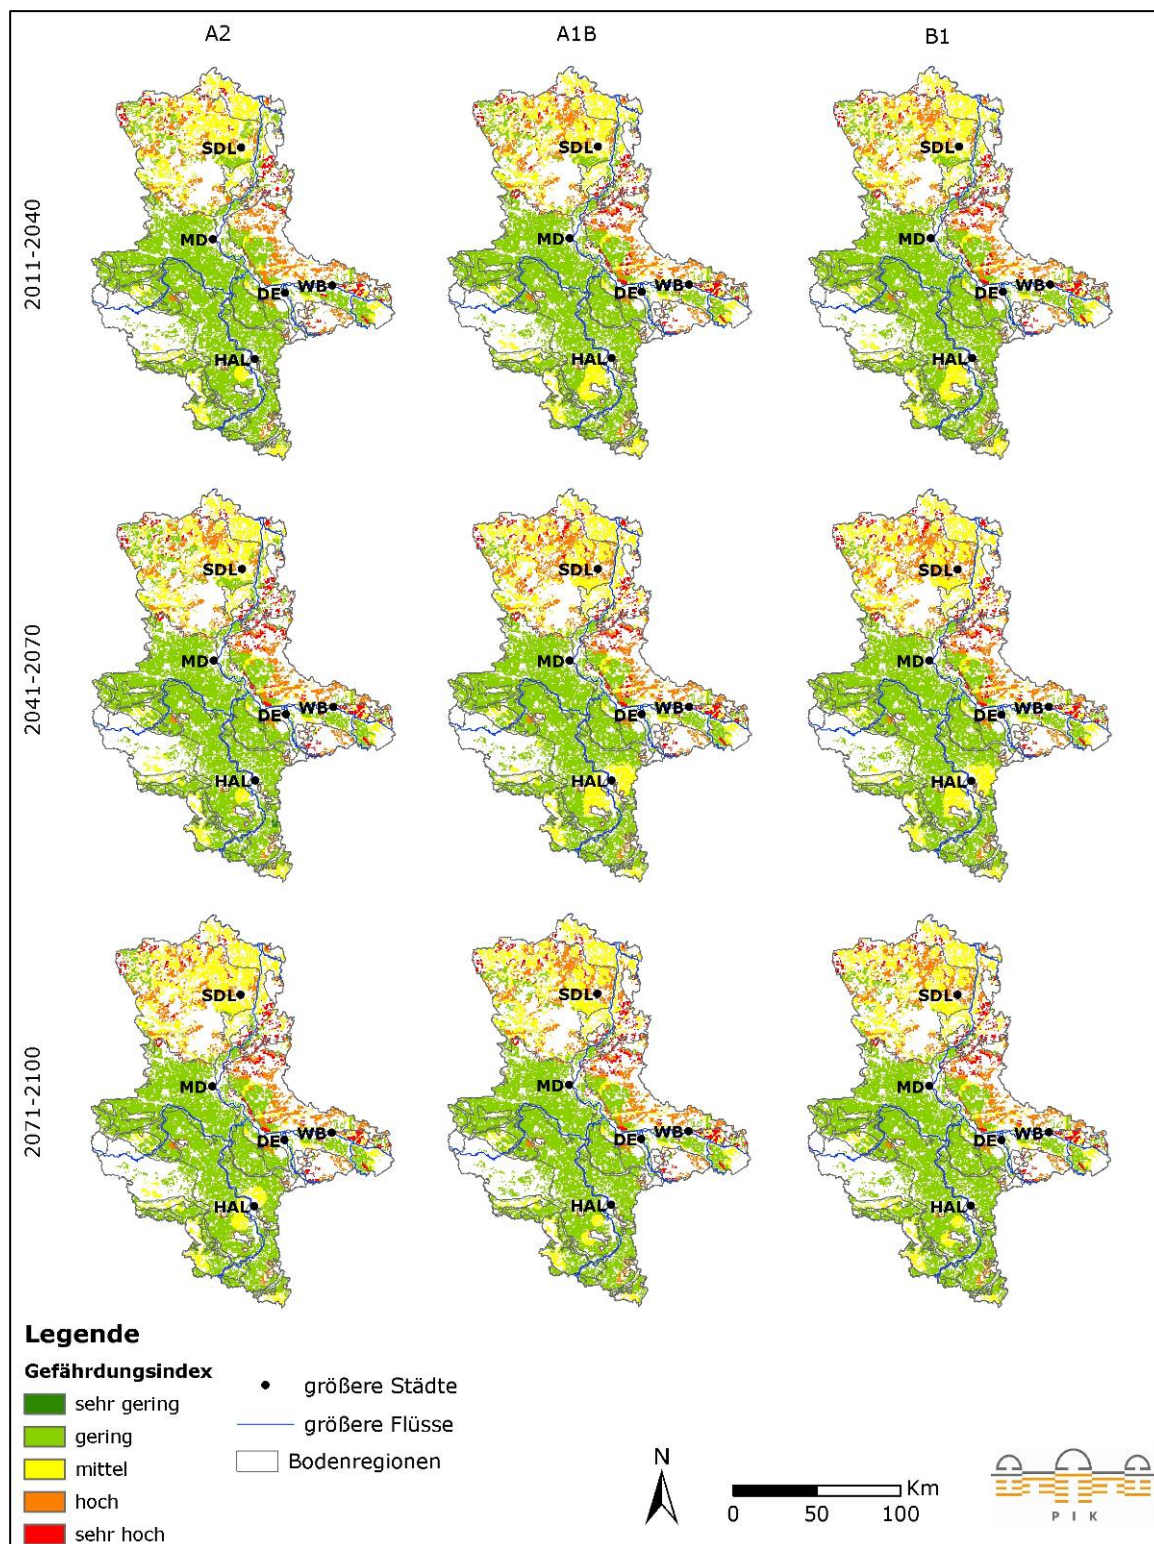 A2 A1B B1
2011-2040
SDL SDL SDL
MD MD MD
DE WB DE WB DE WB
HAL HAL HAL
2041-2070
SDL SDL SDL
MD MD MD
DE WB DE WB DE WB
HAL HAL HAL
2071-2100
SDL SDL SDL
MD MD MD
DE WB DE WB DE WB
HAL HAL HAL
Legende
Gefährdungsindex
sehr gering
gering
mittel
hoch
sehr hoch
größere Städte
größere Flüsse
Bodenregionen
N
Km
0 50 100
P I K